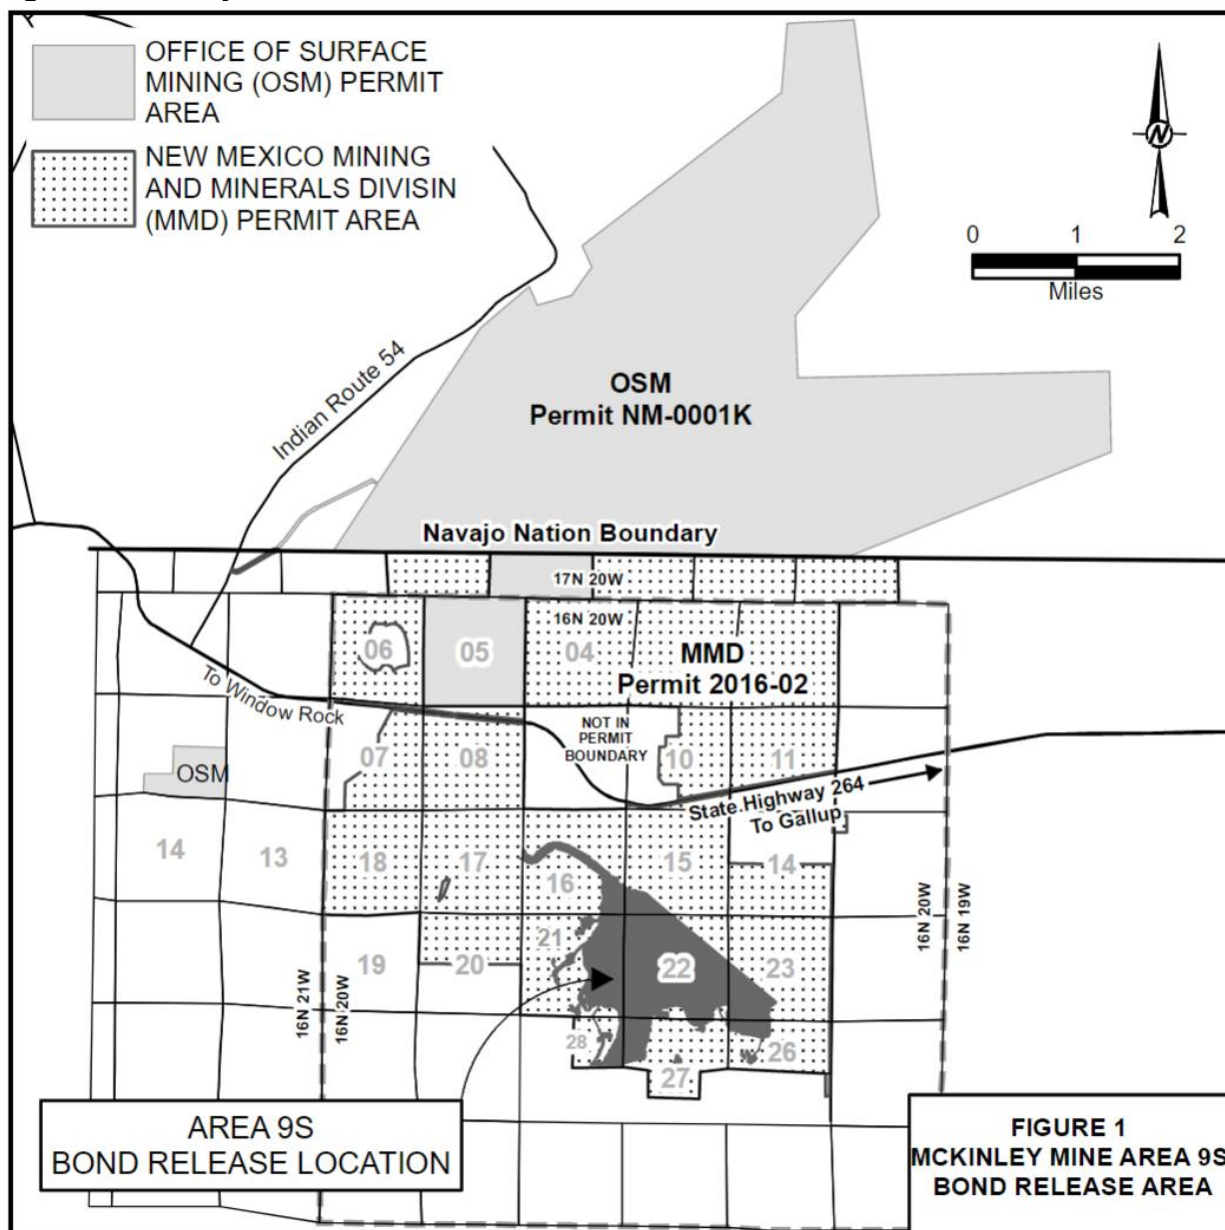 OFFICE OF SURFACE
MINING (OSM) PERMIT
AREA
NEW MEXICO MINING
AND MINERALS DIVISIN
(MMD) PERMIT AREA
N
0 1 2
Miles
Indian Route 54
OSM
Permit NM-0001K
Navajo Nation Boundary
17N 20W
16N 20W
06
05
04
MMD
Permit 2016-02
To Window Rock
NOT IN
PERMIT
BOUNDARY
07
08
10
11
OSM
State Highway 264
To Gallup
14
13
18
17
16
15
14
16N 20W
16N 19W
21
19
20
22
23
16N 21W
16N 20W
28
27
26
AREA 9S
BOND RELEASE LOCATION
FIGURE 1
MCKINLEY MINE AREA 9S
BOND RELEASE AREA